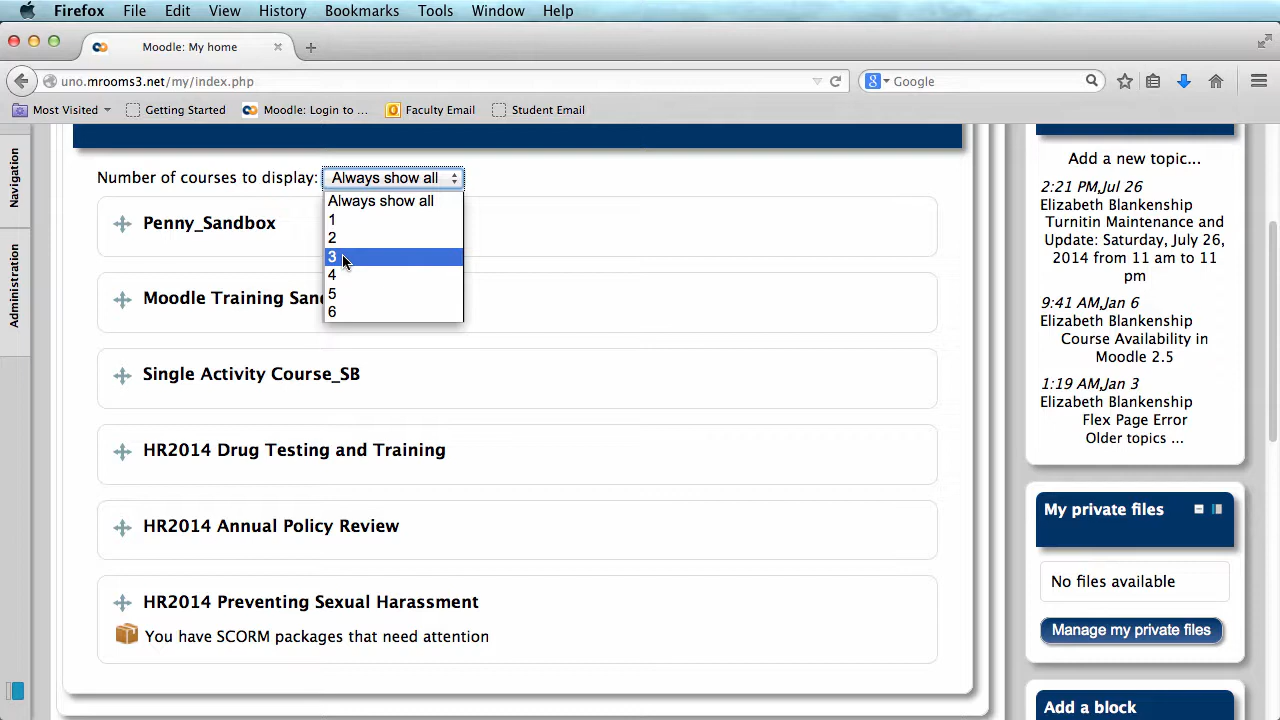 Firefox File Edit View History Bookmarks Tools Window Help
Moodle: My home
uno.mrooms3.net/my/index.php
Google
Most Visited
Getting Started
Moodle: Login to ...
Faculty Email
Student Email
Navigation
Administration
Number of courses to display: Always show all
Always show all
1
2
3
4
5
6
Penny_Sandbox
Moodle Training San
Single Activity Course_SB
HR2014 Drug Testing and Training
HR2014 Annual Policy Review
HR2014 Preventing Sexual Harassment
You have SCORM packages that need attention
Add a new topic...
2:21 PM,Jul 26
Elizabeth Blankenship
Turnitin Maintenance and
Update: Saturday, July 26,
2014 from 11 am to 11
pm
9:41 AM,Jan 6
Elizabeth Blankenship
Course Availability in
Moodle 2.5
1:19 AM,Jan 3
Elizabeth Blankenship
Flex Page Error
Older topics ...
My private files
No files available
Manage my private files
Add a block